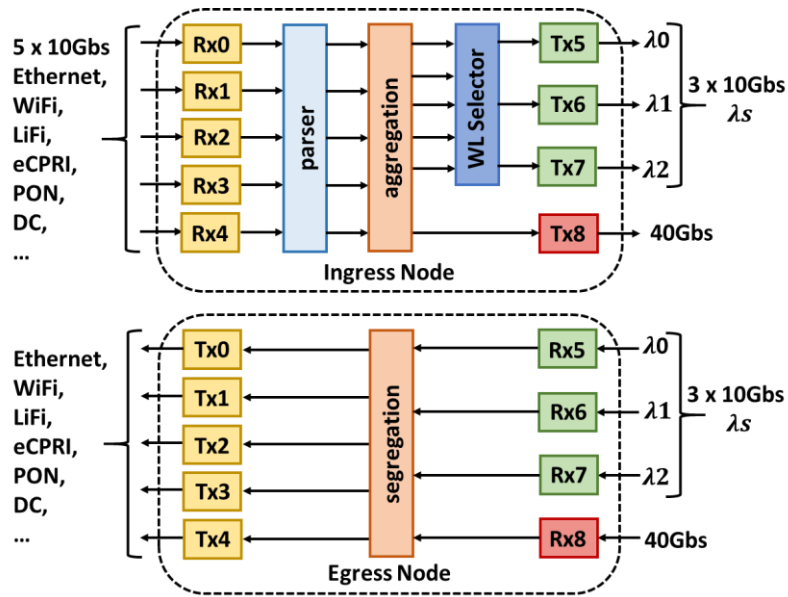 5 x 10Gbs
Ethernet,
WiFi,
LiFi,
eCPRI,
PON,
DC,
...
Rx0
Rx1
Rx2
Rx3
Rx4
parser
aggregation
WL Selector
Tx5
Tx6
Tx7
Tx8
λ0
λ1
λ2
3 x 10Gbs
λs
40Gbs
Ingress Node
Ethernet,
WiFi,
LiFi,
eCPRI,
PON,
DC,
...
Tx0
Tx1
Tx2
Tx3
Tx4
segregation
Rx5
Rx6
Rx7
Rx8
λ0
λ1
λ2
3 x 10Gbs
λs
40Gbs
Egress Node